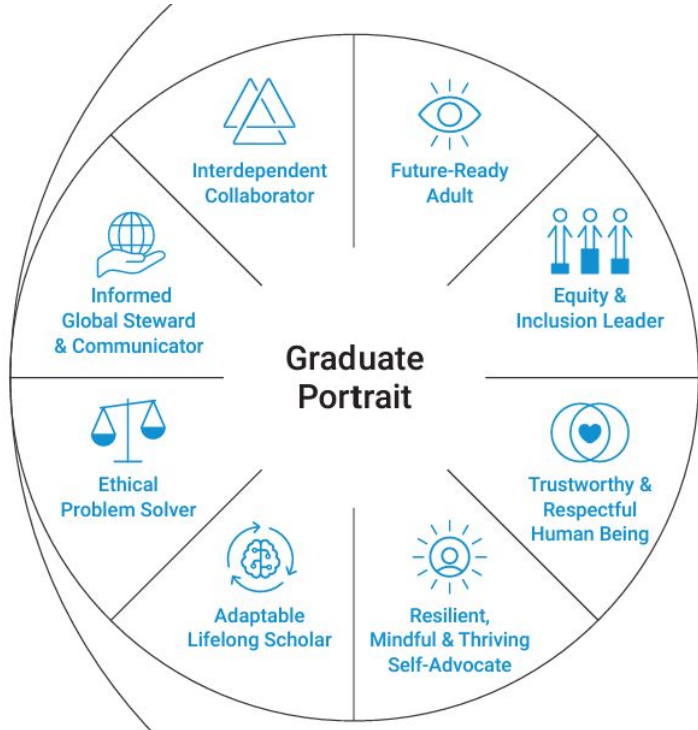 Interdependent
Collaborator
Future-Ready
Adult
Informed
Global Steward
& Communicator
Equity &
Inclusion Leader
Graduate
Portrait
Ethical
Problem Solver
Trustworthy &
Respectful
Human Being
Adaptable
Lifelong Scholar
Resilient,
Mindful & Thriving
Self-Advocate